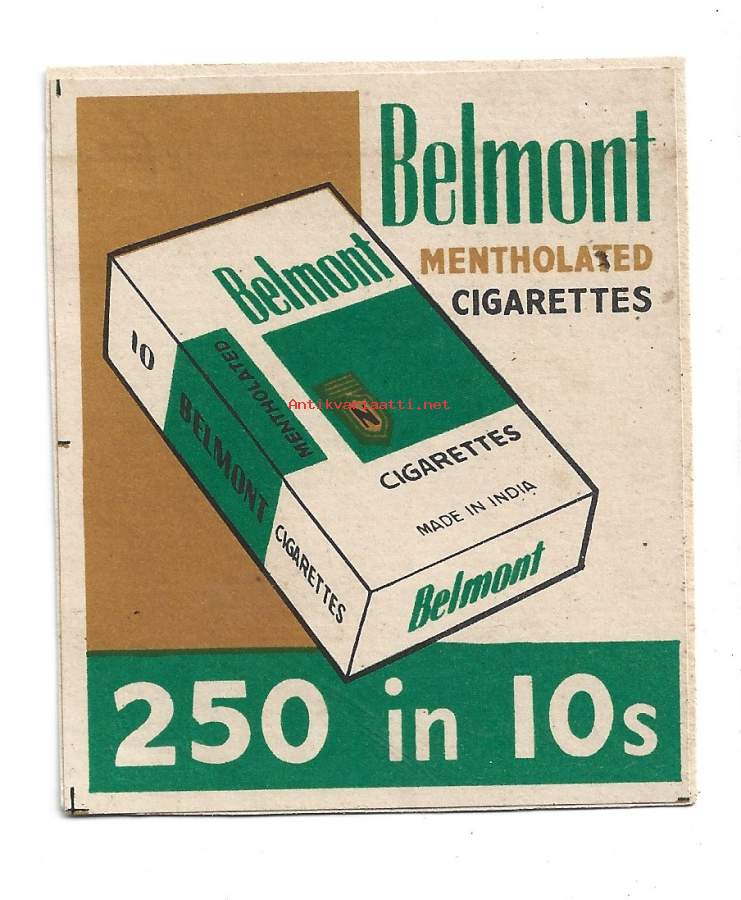 Belmont
MENTHOLATED
CIGARETTES
Belmont
MENTHOLATED
10
BELMONT
CIGARETTES
CIGARETTES
MADE IN INDIA
Belmont
Antikvariaatti.net
250 in 10s